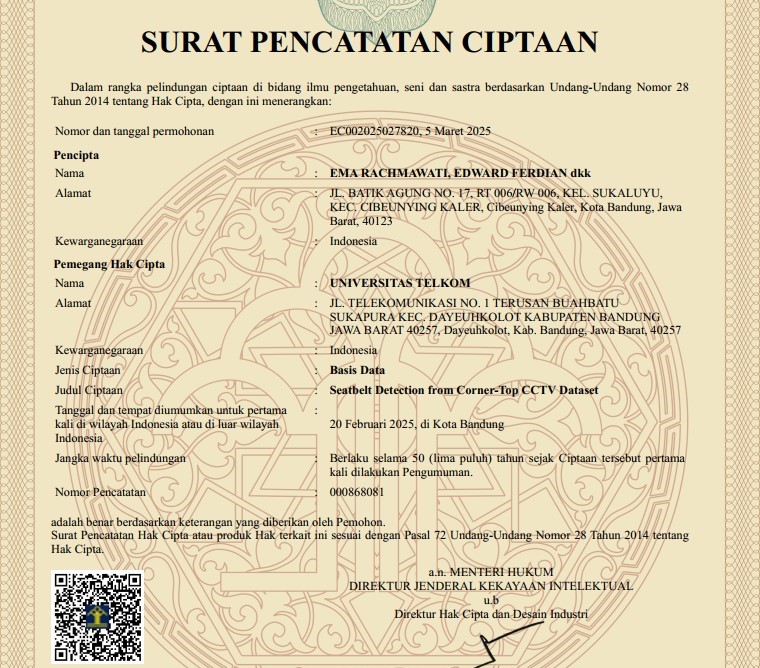 SURAT PENCATATAN CIPTAAN
Dalam rangka pelindungan ciptaan di bidang ilmu pengetahuan, seni dan sastra berdasarkan Undang-Undang Nomor 28
Tahun 2014 tentang Hak Cipta, dengan ini menerangkan:
Nomor dan tanggal permohonan : EC002025027820, 5 Maret 2025
Pencipta
Nama : EMA RACHMAWATI, EDWARD FERDIAN dkk
Alamat : JL. BATIK AGUNG NO. 17, RT 006/RW 006, KEL. SUKALUYU,
KEC. CIBEUNYING KALER, Cibeunying Kaler, Kota Bandung, Jawa
Barat, 40123
Kewarganegaraan : Indonesia
Pemegang Hak Cipta
Nama : UNIVERSITAS TELKOM
Alamat : JL. TELEKOMUNIKASI NO. 1 TERUSAN BUAHBATU
SUKAPURA KEC. DAYEUHKOLOT KABUPATEN BANDUNG
JAWA BARAT 40257, Dayeuhkolot, Kab. Bandung, Jawa Barat, 40257
Kewarganegaraan : Indonesia
Jenis Ciptaan : Basis Data
Judul Ciptaan : Seatbelt Detection from Corner-Top CCTV Dataset
Tanggal dan tempat diumumkan untuk pertama :
kali di wilayah Indonesia atau di luar wilayah 20 Februari 2025, di Kota Bandung
Indonesia
Jangka waktu pelindungan : Berlaku selama 50 (lima puluh) tahun sejak Ciptaan tersebut pertama
kali dilakukan Pengumuman.
Nomor Pencatatan : 000868081
adalah benar berdasarkan keterangan yang diberikan oleh Pemohon.
Surat Pencatatan Hak Cipta atau produk Hak terkait ini sesuai dengan Pasal 72 Undang-Undang Nomor 28 Tahun 2014 tentang
Hak Cipta.
a.n. MENTERI HUKUM
DIREKTUR JENDERAL KEKAYAAN INTELEKTUAL
u.b
Direktur Hak Cipta dan Desain Industri